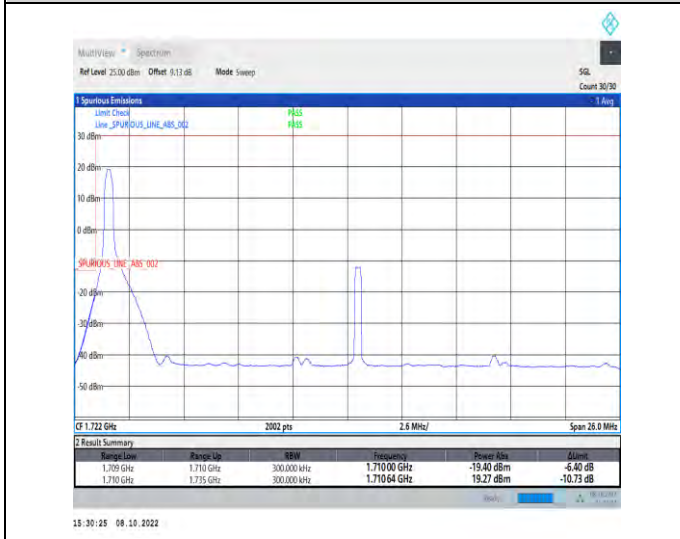 MultiView Spectrum
Ref Level 25.00 dBm Offset 9.13 dB Mode Sweep SGL
Count 30/30
1 Spurious Emissions 1 Avg
Limit Check PASS
Line _SPURIOUS_LINE_ABS_002 PASS
30 dBm
20 dBm
10 dBm
0 dBm
_SPURIOUS_LINE_ABS_002
-20 dBm
-30 dBm
-40 dBm
-50 dBm
CF 1.722 GHz 2002 pts 2.6 MHz/ Span 26.0 MHz
2 Result Summary
Range Low Range Up RBW Frequency Power Abs ΔLimit
1.709 GHz 1.710 GHz 300.000 kHz 1.71000 GHz -19.40 dBm -6.40 dB
1.710 GHz 1.735 GHz 300.000 kHz 1.71064 GHz 19.27 dBm -10.73 dB
15:30:25 08.10.2022